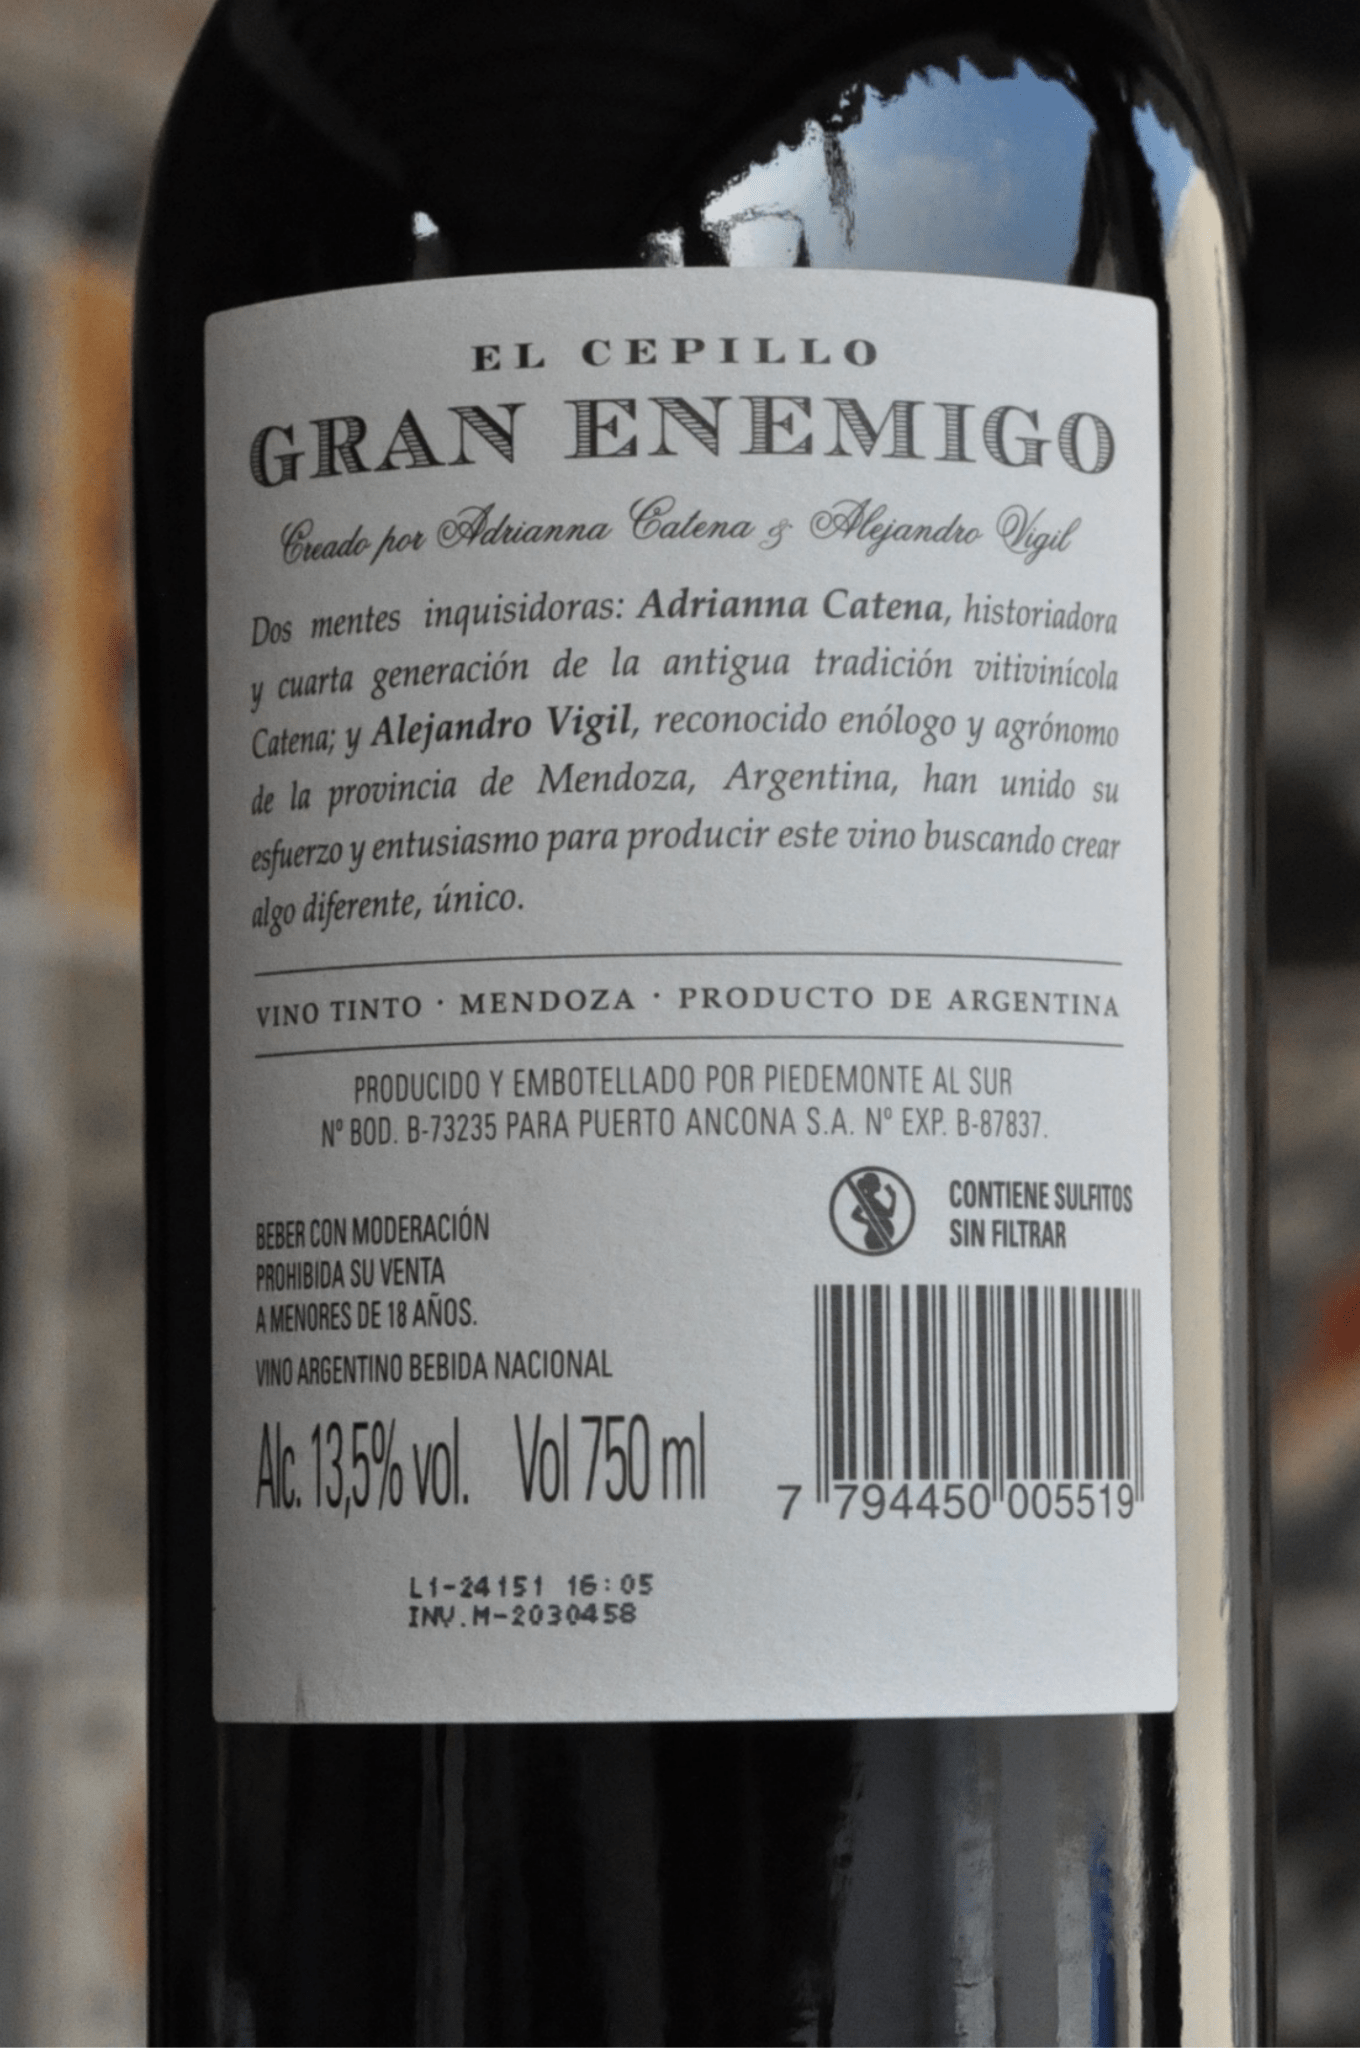 EL CEPILLO
GRAN ENEMIGO
Creado por Adrianna Catena & Alejandro Vigil
Dos mentes inquisidoras: Adrianna Catena, historiadora
y cuarta generación de la antigua tradición vitivinícola
Catena; y Alejandro Vigil, reconocido enólogo y agrónomo
de la provincia de Mendoza, Argentina, han unido su
esfuerzo y entusiasmo para producir este vino buscando crear
algo diferente, único.
VINO TINTO · MENDOZA · PRODUCTO DE ARGENTINA
PRODUCIDO Y EMBOTELLADO POR PIEDEMONTE AL SUR
Nº BOD. B-73235 PARA PUERTO ANCONA S.A. Nº EXP. B-87837.
CONTIENE SULFITOS
SIN FILTRAR
BEBER CON MODERACIÓN
PROHIBIDA SU VENTA
A MENORES DE 18 AÑOS.
VINO ARGENTINO BEBIDA NACIONAL
Alc. 13,5% vol. Vol 750 ml
7 794450 005519
L1-24151 16:05
INV.M-2030458